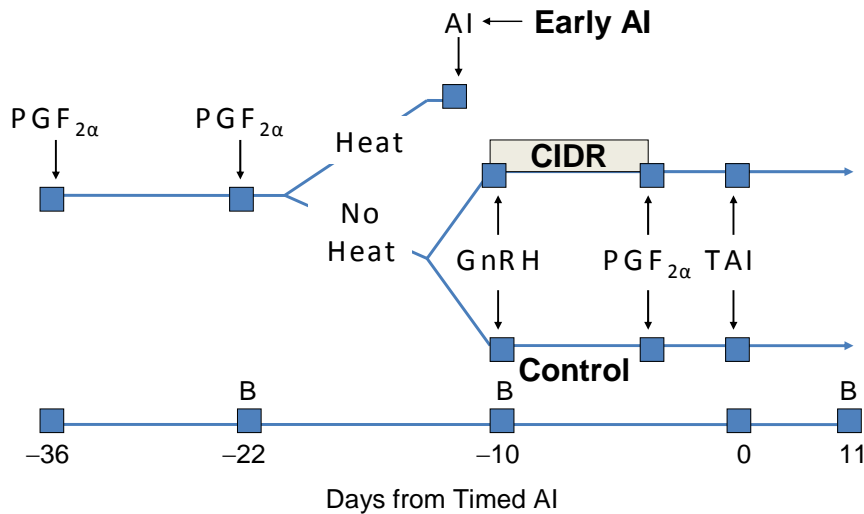 AI Early AI
PGF2α PGF2α
Heat
CIDR
No
Heat
GnRH PGF2α TAI
Control
B B B
–36 –22 –10 0 11
Days from Timed AI